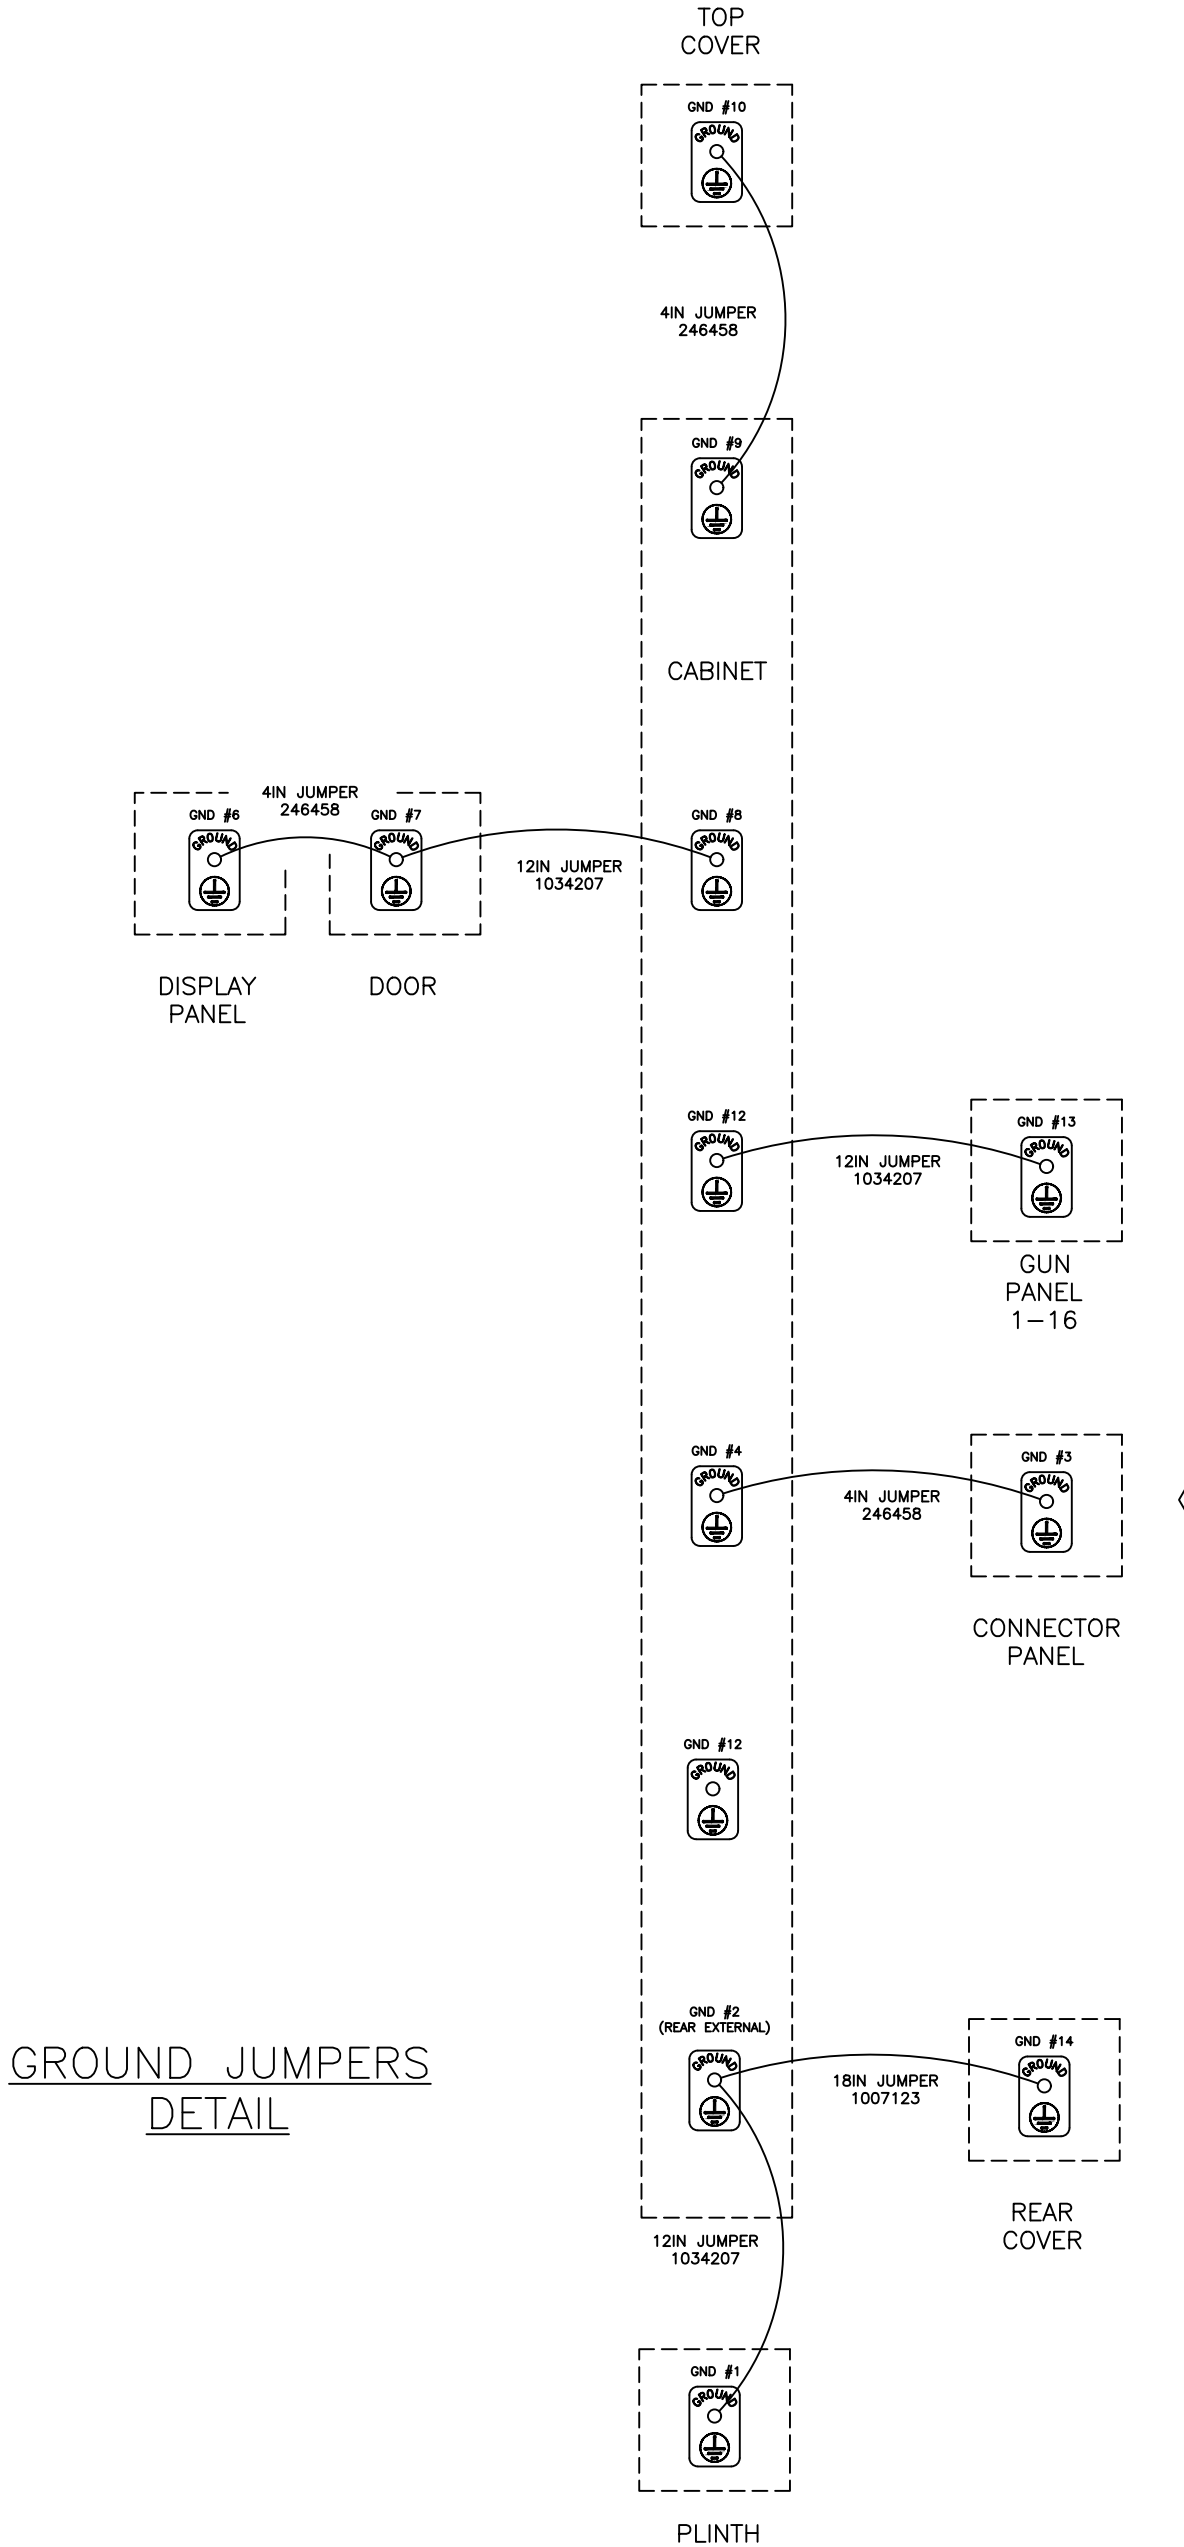 TOP
COVER
GND #10
GROUND
4IN JUMPER
246458
GND #9
GROUND
CABINET
4IN JUMPER
246458
GND #6
GROUND
GND #7
GROUND
12IN JUMPER
1034207
GND #8
GROUND
DISPLAY
PANEL
DOOR
GND #12
GROUND
12IN JUMPER
1034207
GND #13
GROUND
GUN
PANEL
1-16
GND #4
GROUND
4IN JUMPER
246458
GND #3
GROUND
CONNECTOR
PANEL
GND #12
GROUND
GND #2
(REAR EXTERNAL)
GROUND
18IN JUMPER
1007123
GND #14
GROUND
REAR
COVER
GROUND JUMPERS
DETAIL
12IN JUMPER
1034207
GND #1
GROUND
PLINTH